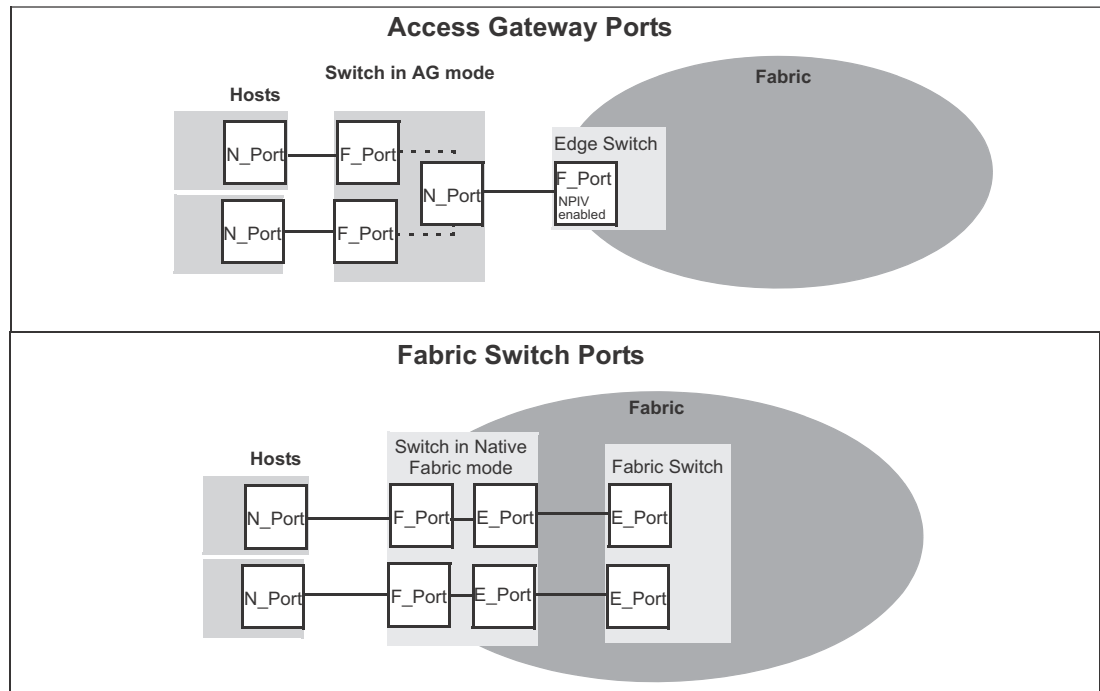 Access Gateway Ports
Switch in AG mode
Fabric
Hosts
Edge Switch
N_Port
F_Port
N_Port
F_Port
NPIV
enabled
N_Port
F_Port
Fabric Switch Ports
Fabric
Switch in Native
Fabric mode
Hosts
Fabric Switch
N_Port
F_Port
E_Port
E_Port
N_Port
F_Port
E_Port
E_Port